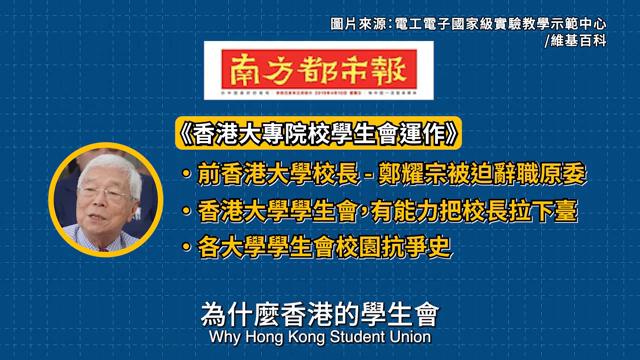 圖片來源：電工電子國家級實驗教學示範中心
/維基百科
南方都市報
《香港大專院校學生會運作》
・前香港大學校長 - 鄭耀宗被迫辭職原委
・香港大學學生會，有能力把校長拉下臺
・各大學學生會校園抗爭史
為什麼香港的學生會
Why Hong Kong Student Union